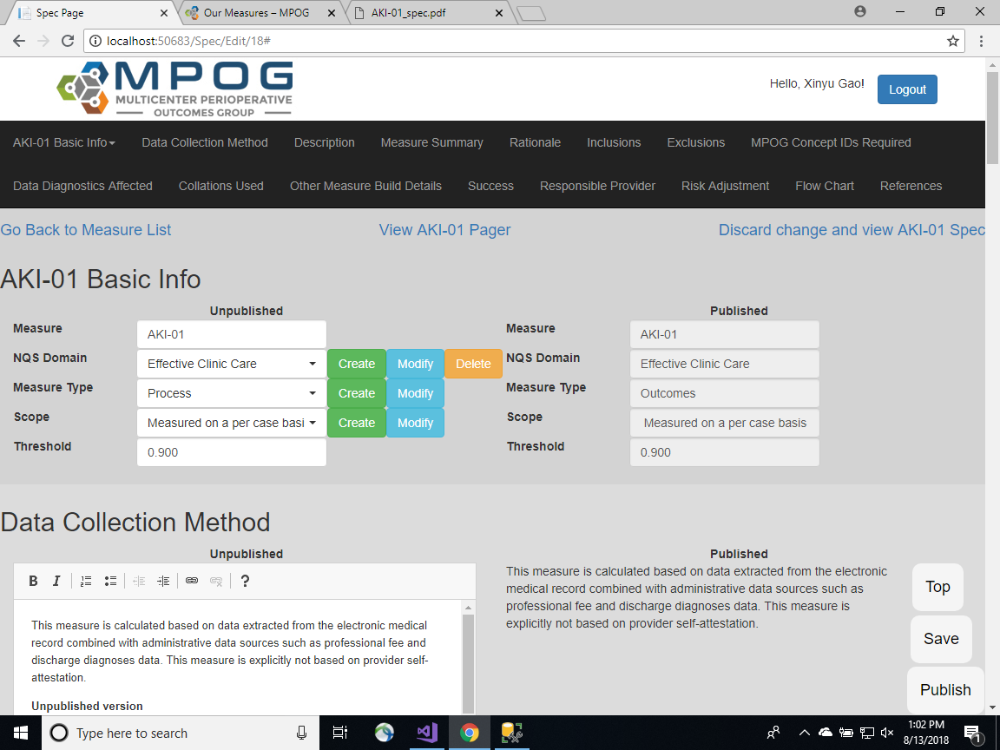 Spec Page
Our Measures – MPOG
AKI-01_spec.pdf
localhost:50683/Spec/Edit/18#
MPOG
MULTICENTER PERIOPERATIVE
OUTCOMES GROUP
Hello, Xinyu Gao!
Logout
AKI-01 Basic Info Data Collection Method Description Measure Summary Rationale Inclusions Exclusions MPOG Concept IDs Required
Data Diagnostics Affected Collations Used Other Measure Build Details Success Responsible Provider Risk Adjustment Flow Chart References
Go Back to Measure List View AKI-01 Pager Discard change and view AKI-01 Spec
AKI-01 Basic Info
Unpublished Published
Measure AKI-01 Measure AKI-01
NQS Domain Effective Clinic Care Create Modify Delete NQS Domain Effective Clinic Care
Measure Type Process Create Modify Measure Type Outcomes
Scope Measured on a per case basi Create Modify Scope Measured on a per case basis
Threshold 0.900 Threshold 0.900
Data Collection Method
Unpublished
B I ?
This measure is calculated based on data extracted from the electronic medical
record combined with administrative data sources such as professional fee and
discharge diagnoses data. This measure is explicitly not based on provider self-
attestation.
Unpublished version
Published
This measure is calculated based on data extracted from the electronic
medical record combined with administrative data sources such as
professional fee and discharge diagnoses data. This measure is
explicitly not based on provider self-attestation.
Top
Save
Publish
Type here to search
1:02 PM
8/13/2018
1